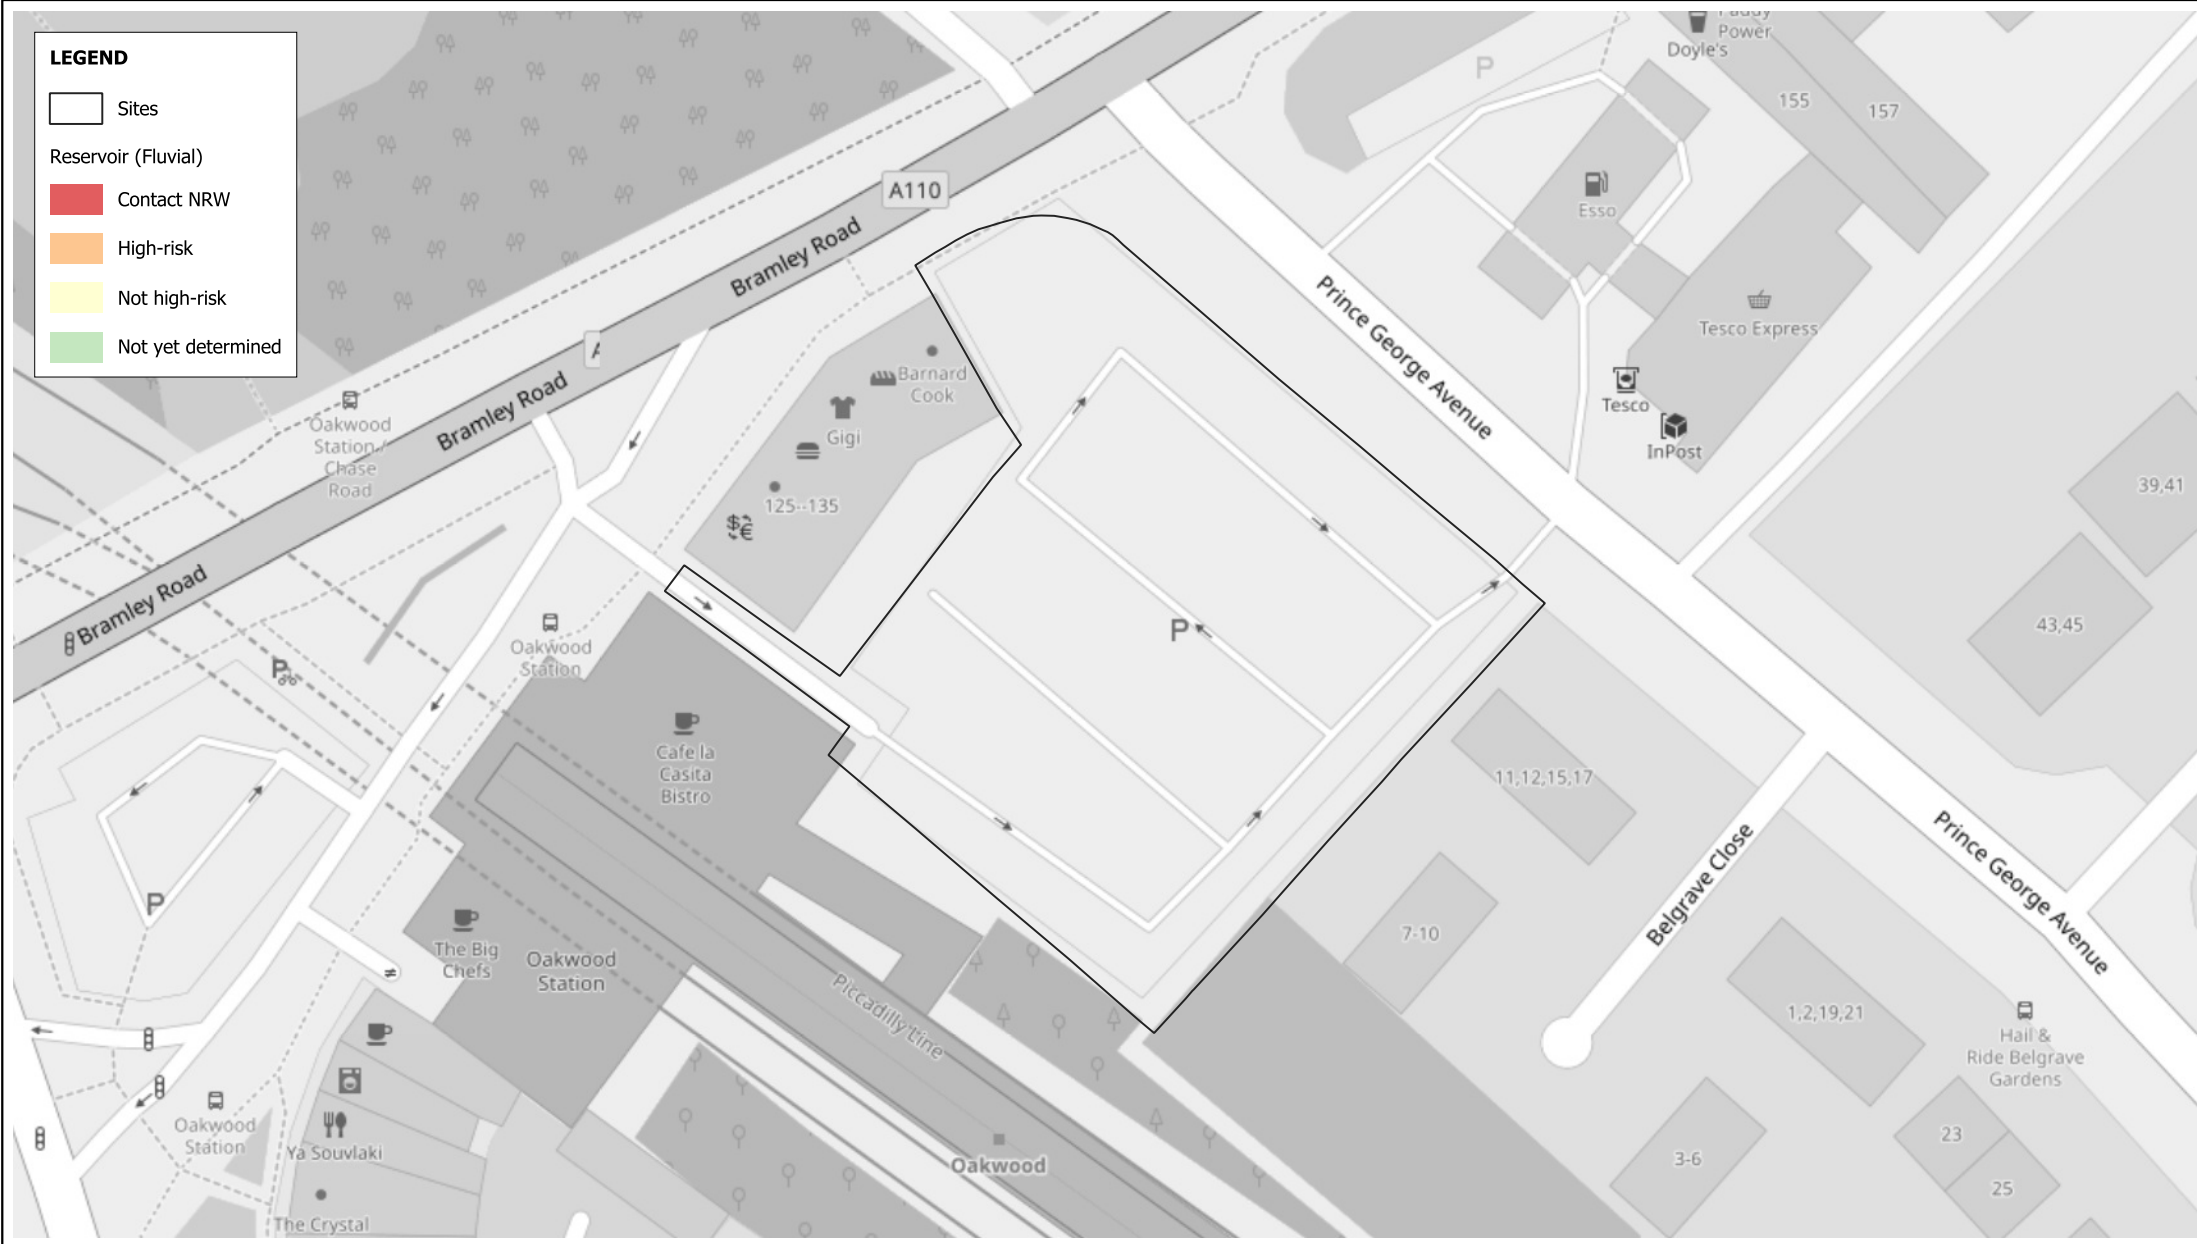 LEGEND
Sites
Reservoir (Fluvial)
Contact NRW
High-risk
Not high-risk
Not yet determined
Paddy
Power
Doyle's
155
157
P
A110
Esso
Bramley Road
Prince George Avenue
Tesco Express
Tesco
InPost
Barnard
Cook
Gigi
125--135
$
€
Oakwood
Station /
Chase
Road
Bramley Road
39,41
43,45
Bramley Road
P
Oakwood
Station
P
Cafe la
Casita
Bistro
11,12,15,17
Belgrave Close
Prince George Avenue
P
7-10
The Big
Chefs
Oakwood
Station
Piccadilly Line
1,2,19,21
Hail &
Ride Belgrave
Gardens
Oakwood
Station
Ya Souvlaki
Oakwood
3-6
23
25
The Crystal